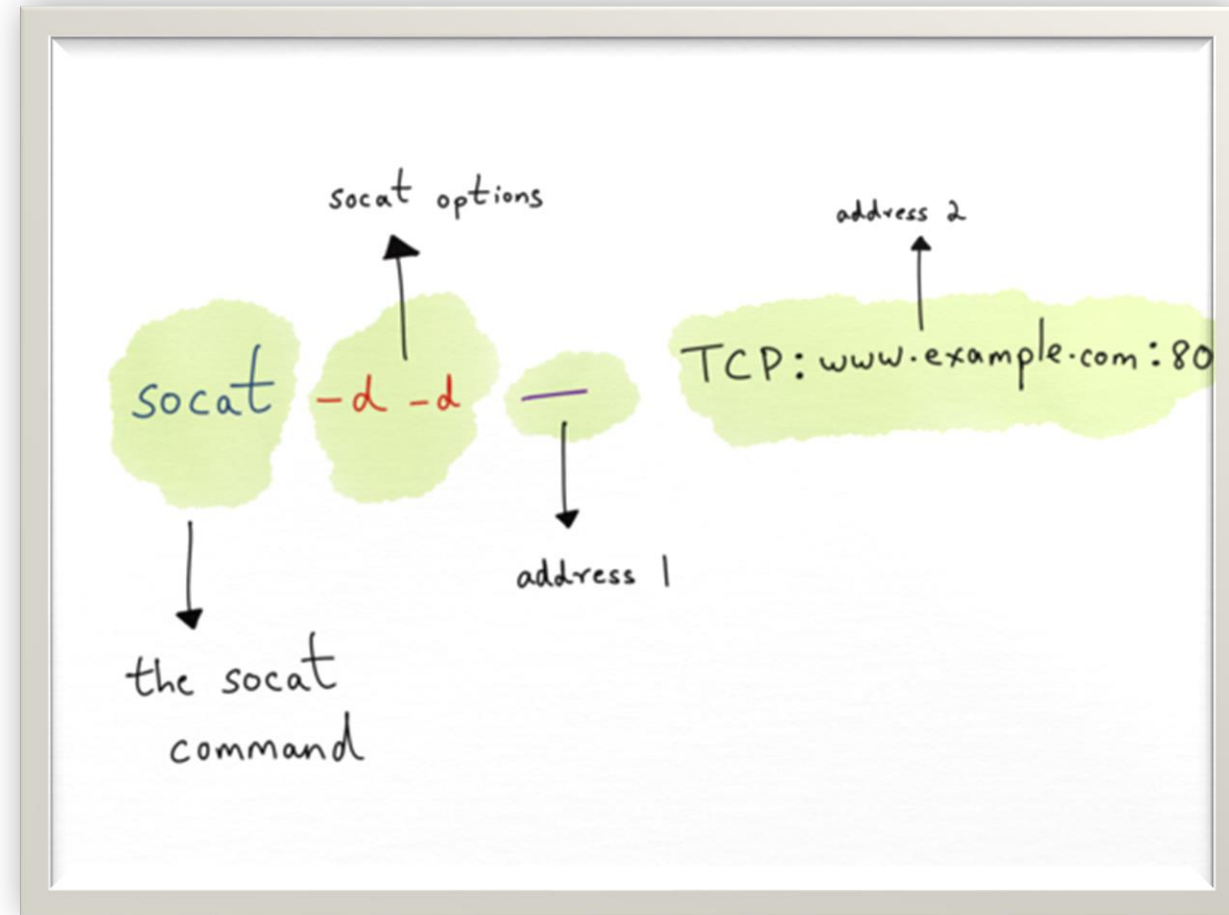 socat options
address 2
socat -d -d — TCP:www.example.com:80
address 1
the socat
command